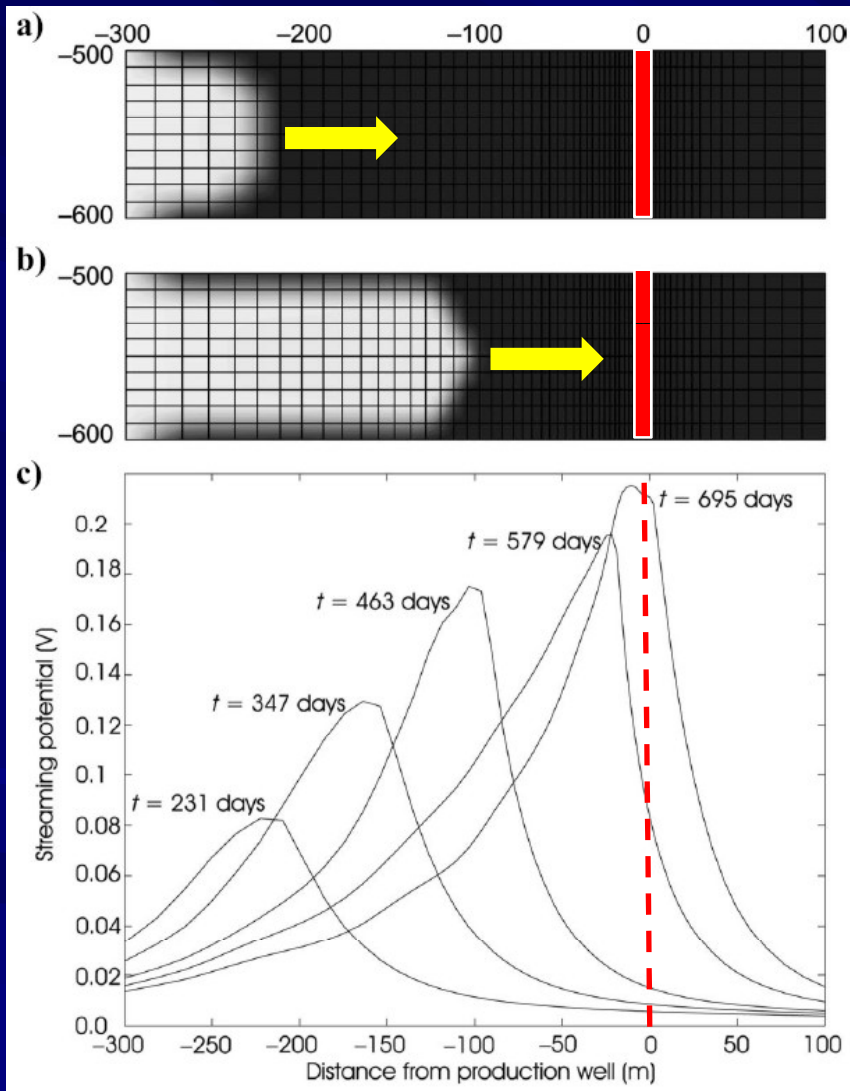 a)
−300 −200 −100 0 100
−500
−600
b)
−500
−600
c)
0.2
0.18
0.16
0.14
0.12
0.1
0.08
0.06
0.04
0.02
0.0
Streaming potential (V)
t = 695 days
t = 579 days
t = 463 days
t = 347 days
t = 231 days
−300 −250 −200 −150 −100 −50 0 50 100
Distance from production well (m)